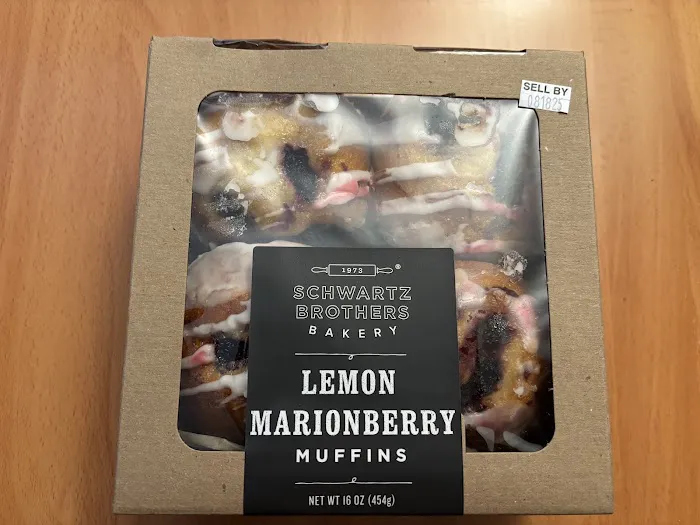 SELL BY
081825
1973
®
SCHWARTZ
BROTHERS
BAKERY
LEMON
MARIONBERRY
MUFFINS
NET WT 16 OZ (454g)